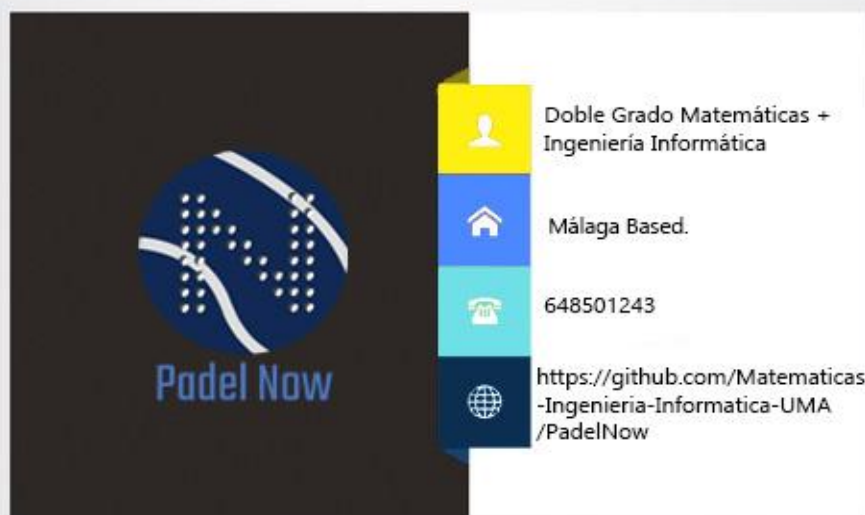 Padel Now
Doble Grado Matemáticas +
Ingeniería Informática
Málaga Based.
648501243
https://github.com/Matematicas
-Ingenieria-Informatica-UMA
/PadelNow